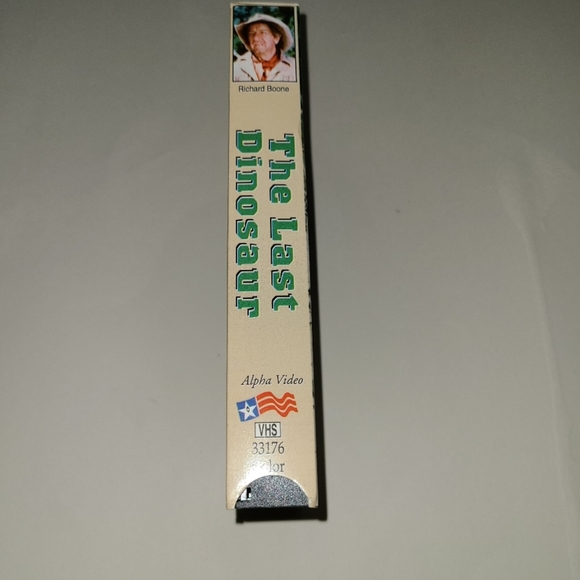 Richard Boone
The Last
Dinosaur
Alpha Video
VHS
33176